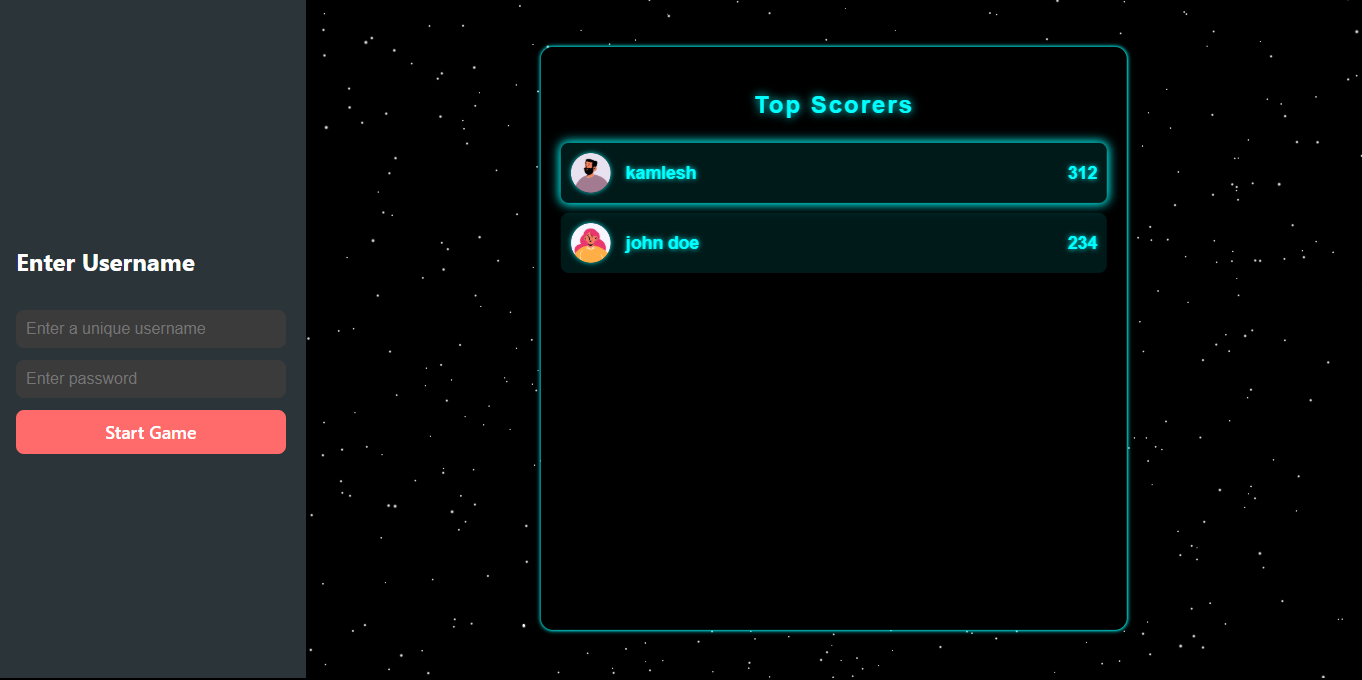 Enter Username
Enter a unique username
Enter password
Start Game
Top Scorers
kamlesh 312
john doe 234